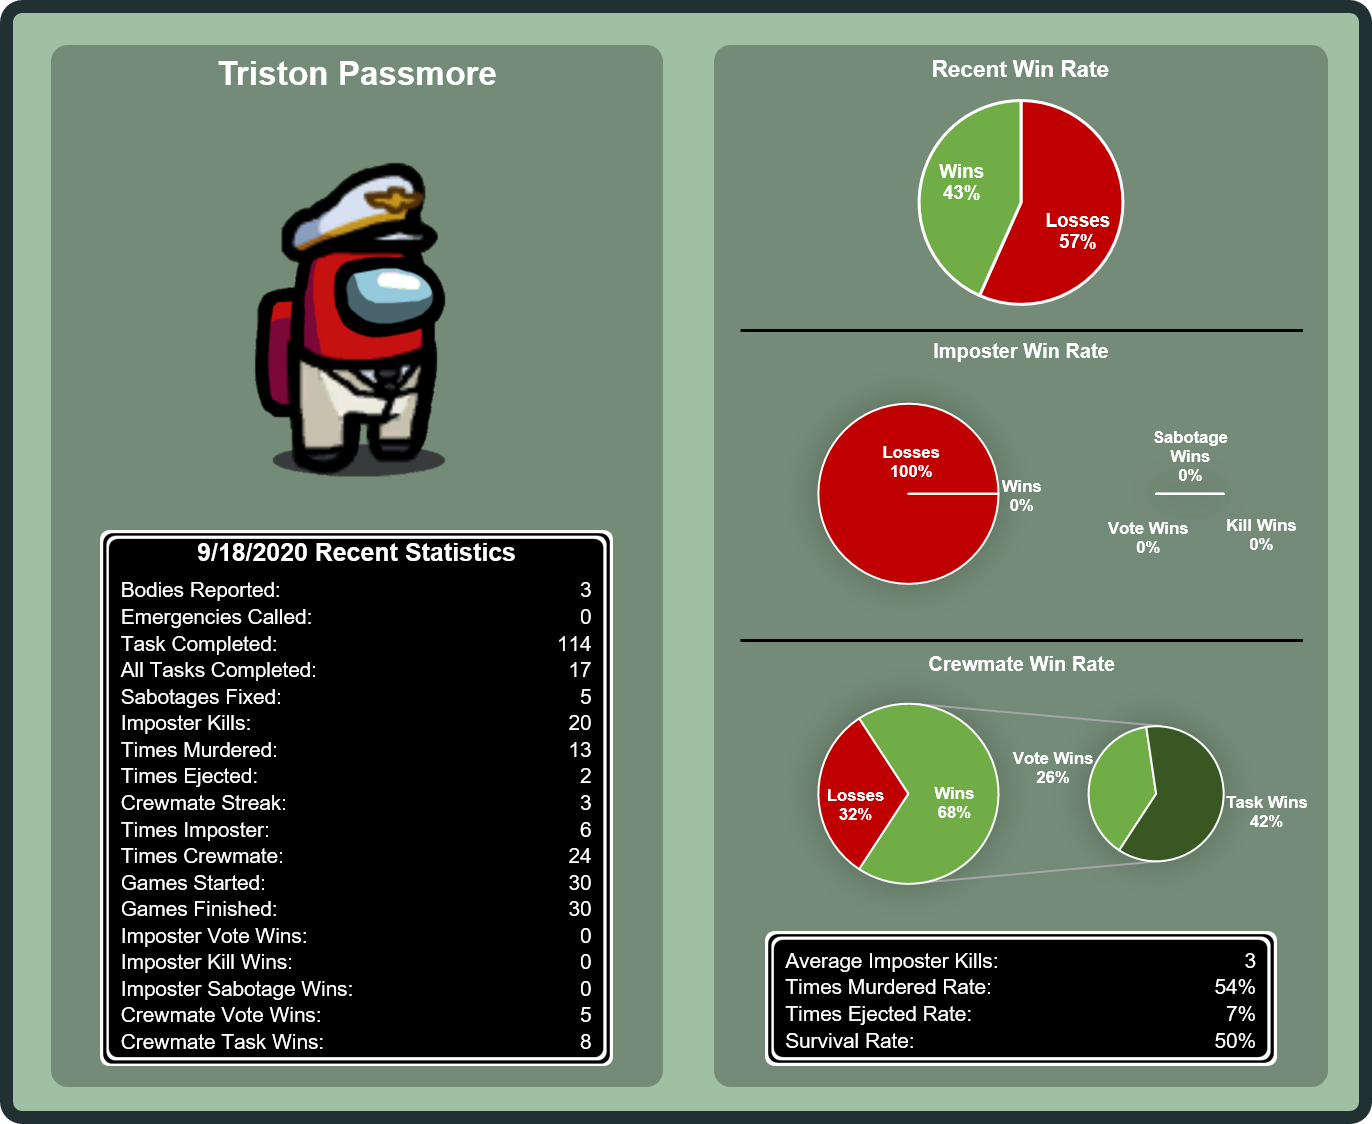 Triston Passmore
9/18/2020 Recent Statistics
Bodies Reported: 3
Emergencies Called: 0
Task Completed: 114
All Tasks Completed: 17
Sabotages Fixed: 5
Imposter Kills: 20
Times Murdered: 13
Times Ejected: 2
Crewmate Streak: 3
Times Imposter: 6
Times Crewmate: 24
Games Started: 30
Games Finished: 30
Imposter Vote Wins: 0
Imposter Kill Wins: 0
Imposter Sabotage Wins: 0
Crewmate Vote Wins: 5
Crewmate Task Wins: 8
Recent Win Rate
Wins
43%
Losses
57%
Imposter Win Rate
Losses
100%
Wins
0%
Sabotage
Wins
0%
Vote Wins
0%
Kill Wins
0%
Crewmate Win Rate
Losses
32%
Wins
68%
Vote Wins
26%
Task Wins
42%
Average Imposter Kills: 3
Times Murdered Rate: 54%
Times Ejected Rate: 7%
Survival Rate: 50%